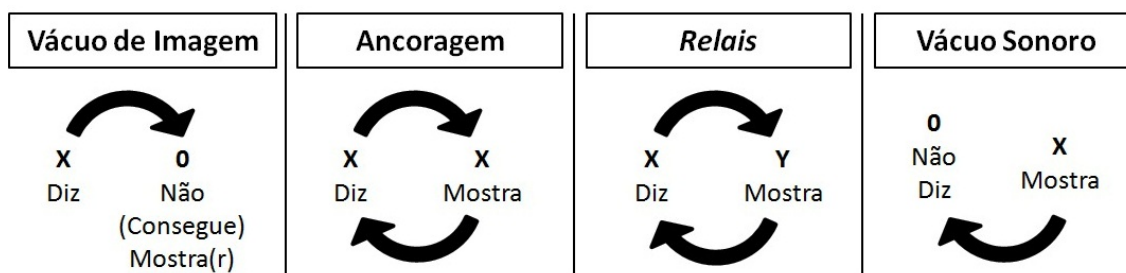 Vácuo de Imagem
X 0
Diz Não
(Consegue)
Mostra(r)
Ancoragem
X X
Diz Mostra
Relais
X Y
Diz Mostra
Vácuo Sonoro
0
Não
Diz
X
Mostra